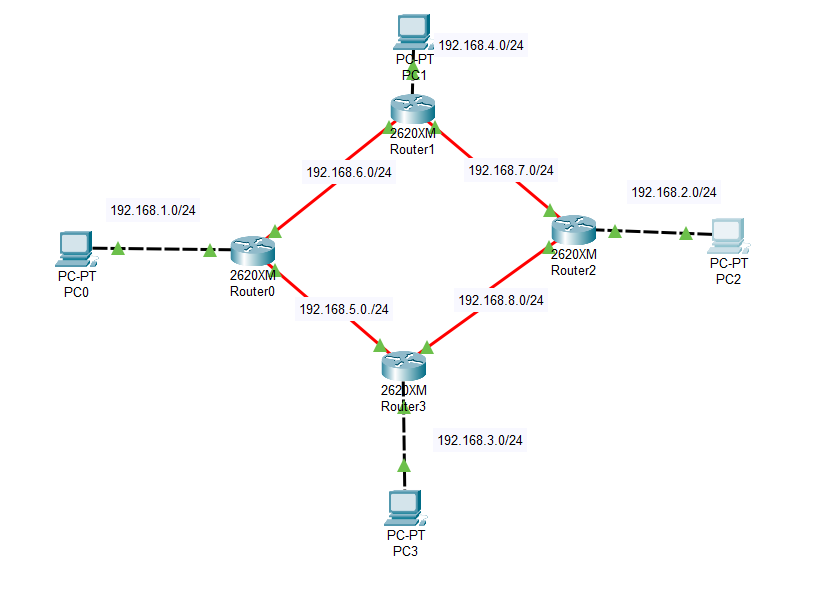 192.168.4.0/24
PC-PT
PC1
2620XM
Router1
192.168.6.0/24
192.168.7.0/24
192.168.1.0/24
192.168.2.0/24
PC-PT
PC0
2620XM
Router0
2620XM
Router2
PC-PT
PC2
192.168.5.0./24
192.168.8.0/24
2620XM
Router3
192.168.3.0/24
PC-PT
PC3